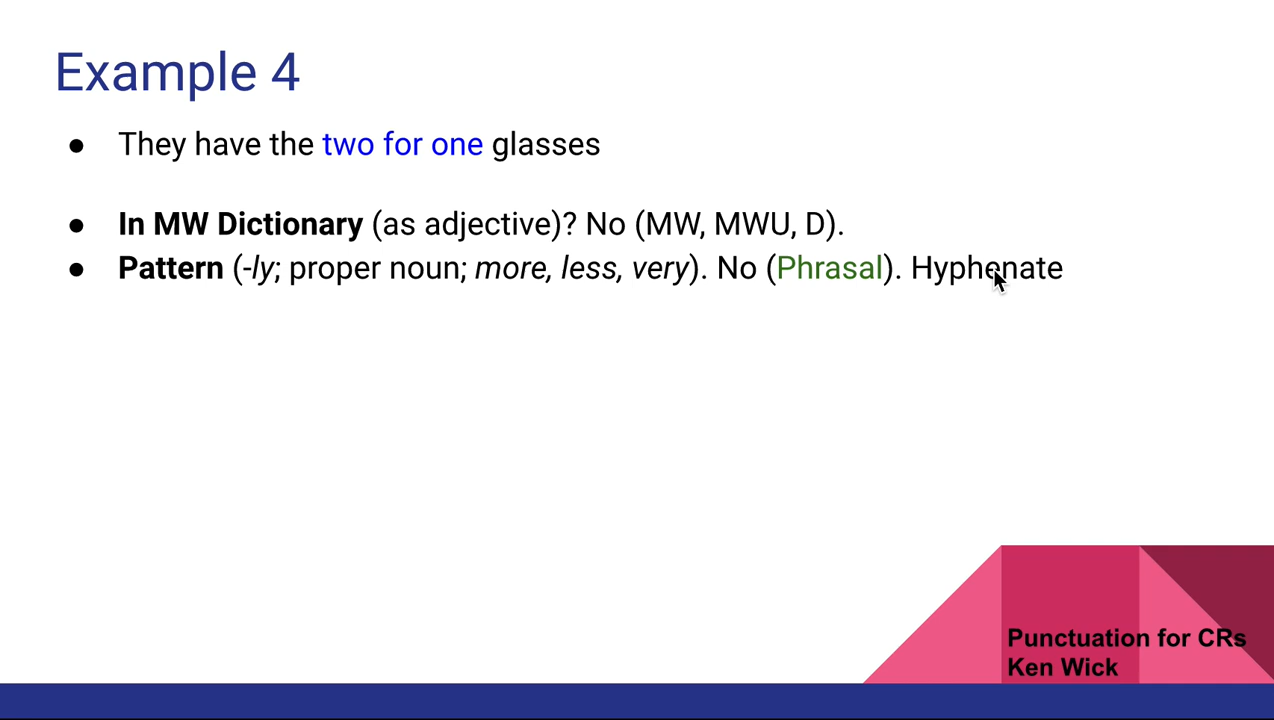 Example 4
● They have the two for one glasses
● In MW Dictionary (as adjective)? No (MW, MWU, D).
● Pattern (-ly; proper noun; more, less, very). No (Phrasal). Hyphenate
Punctuation for CRs
Ken Wick